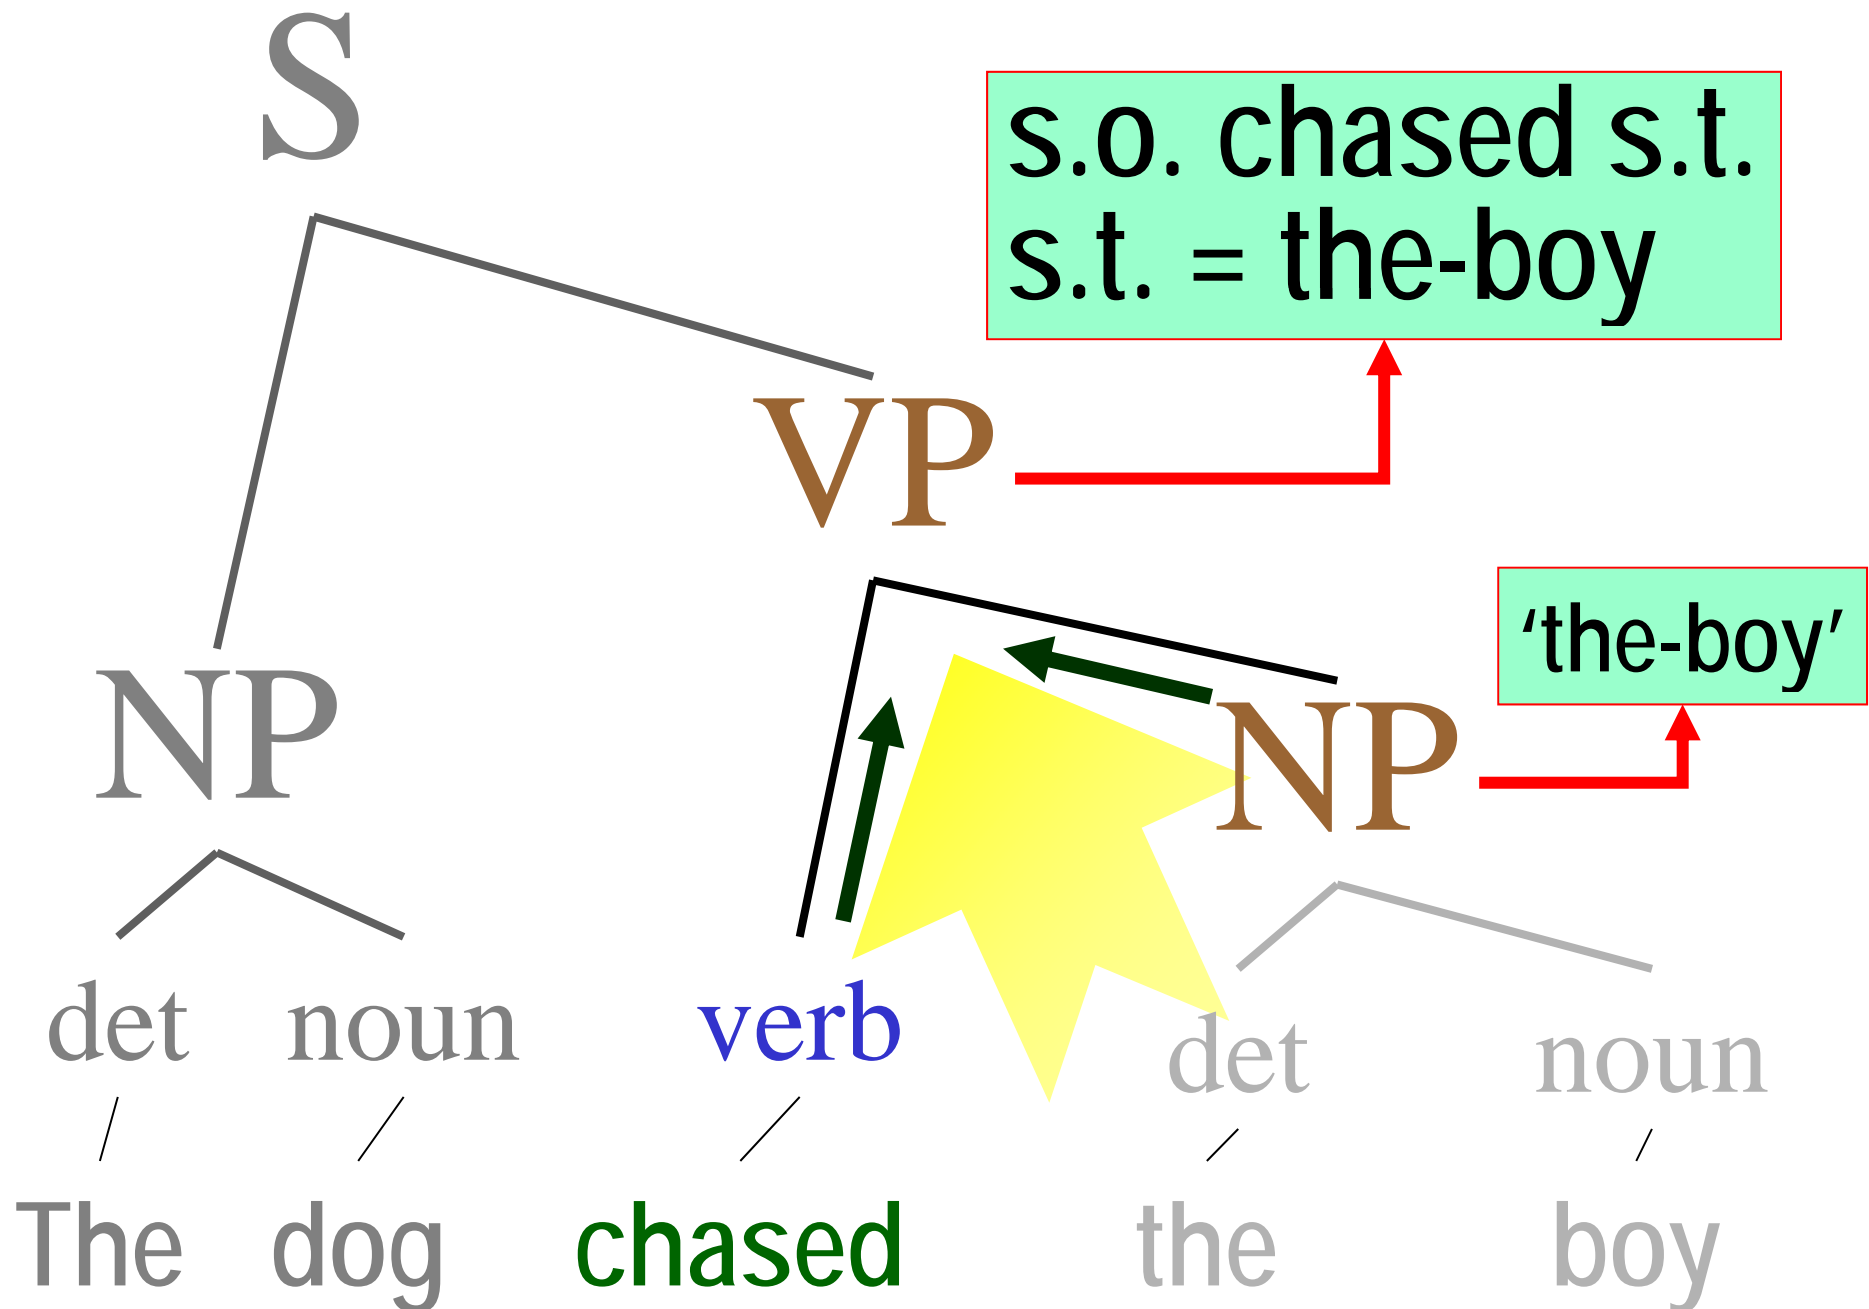 S
s.o. chased s.t.
s.t. = the-boy
VP
'the-boy'
NP
NP
det noun verb det noun
The dog chased the boy